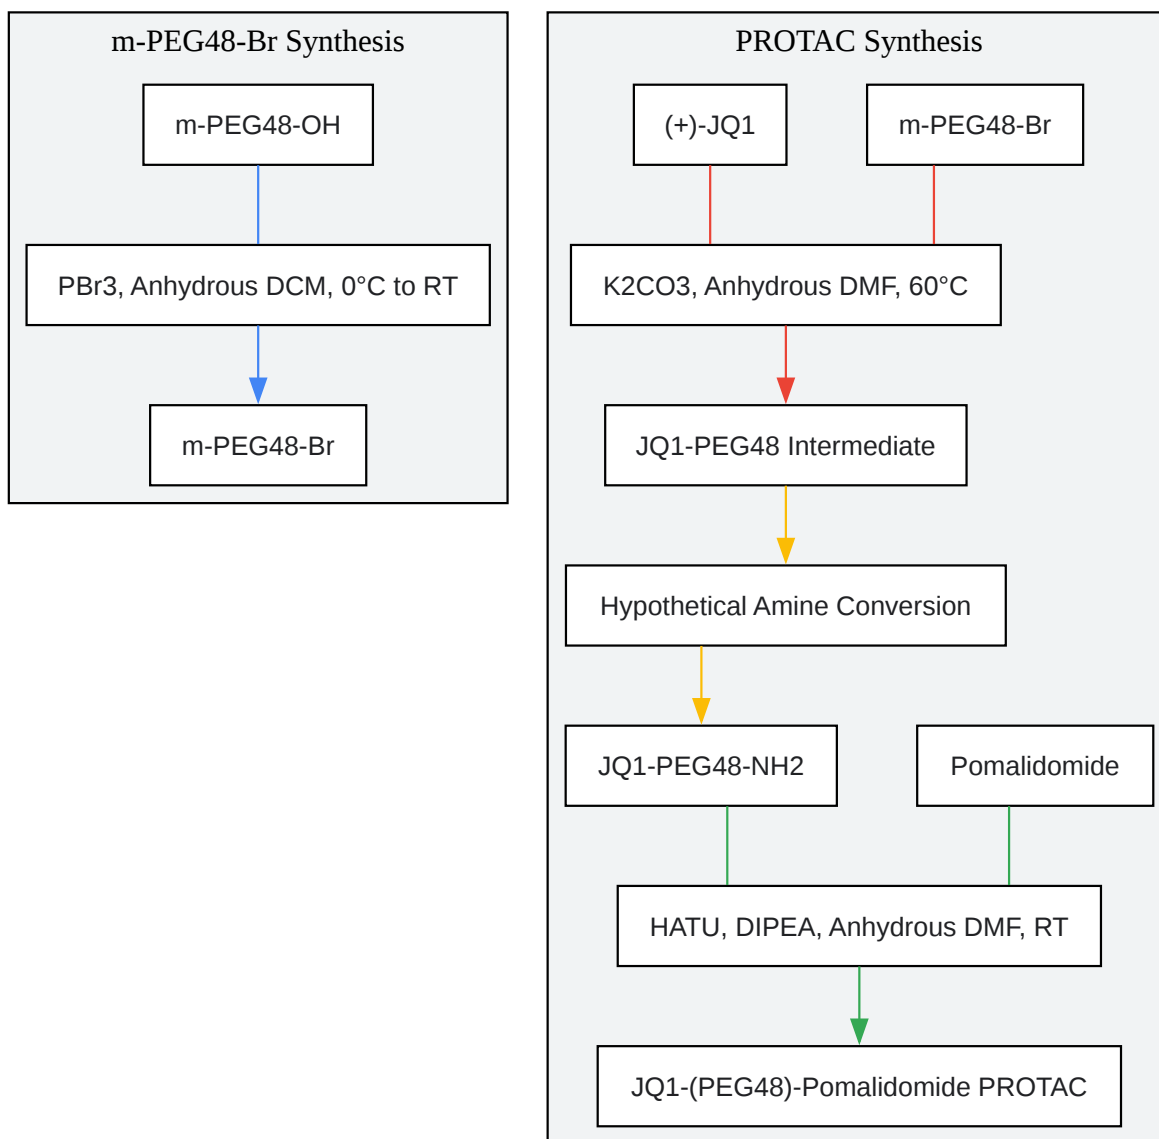 m-PEG48-Br Synthesis
m-PEG48-OH
PBr3, Anhydrous DCM, 0°C to RT
m-PEG48-Br
PROTAC Synthesis
(+)-JQ1
m-PEG48-Br
K2CO3, Anhydrous DMF, 60°C
JQ1-PEG48 Intermediate
Hypothetical Amine Conversion
JQ1-PEG48-NH2
Pomalidomide
HATU, DIPEA, Anhydrous DMF, RT
JQ1-(PEG48)-Pomalidomide PROTAC